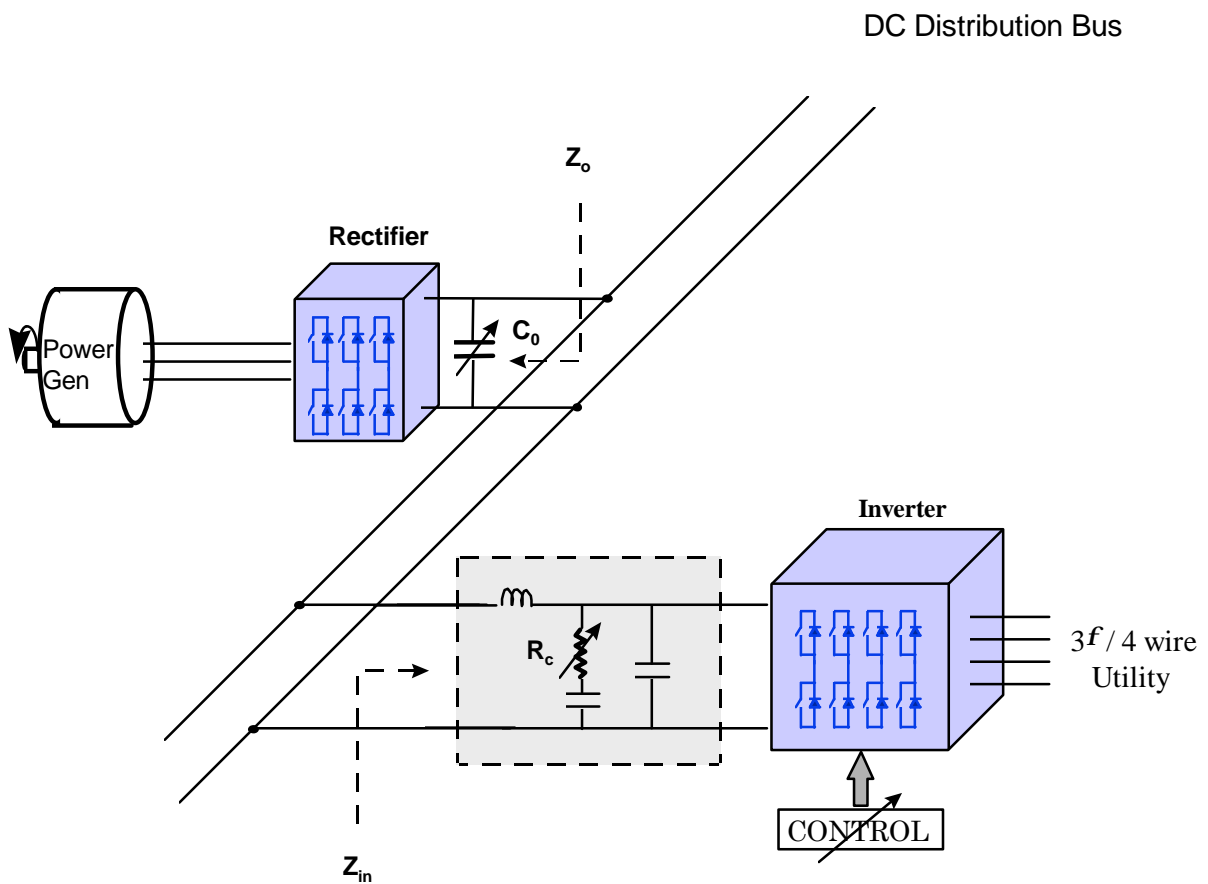 DC Distribution Bus
Zo
Rectifier
C0
Power
Gen
Inverter
Rc
3f / 4 wire
Utility
CONTROL
Zin